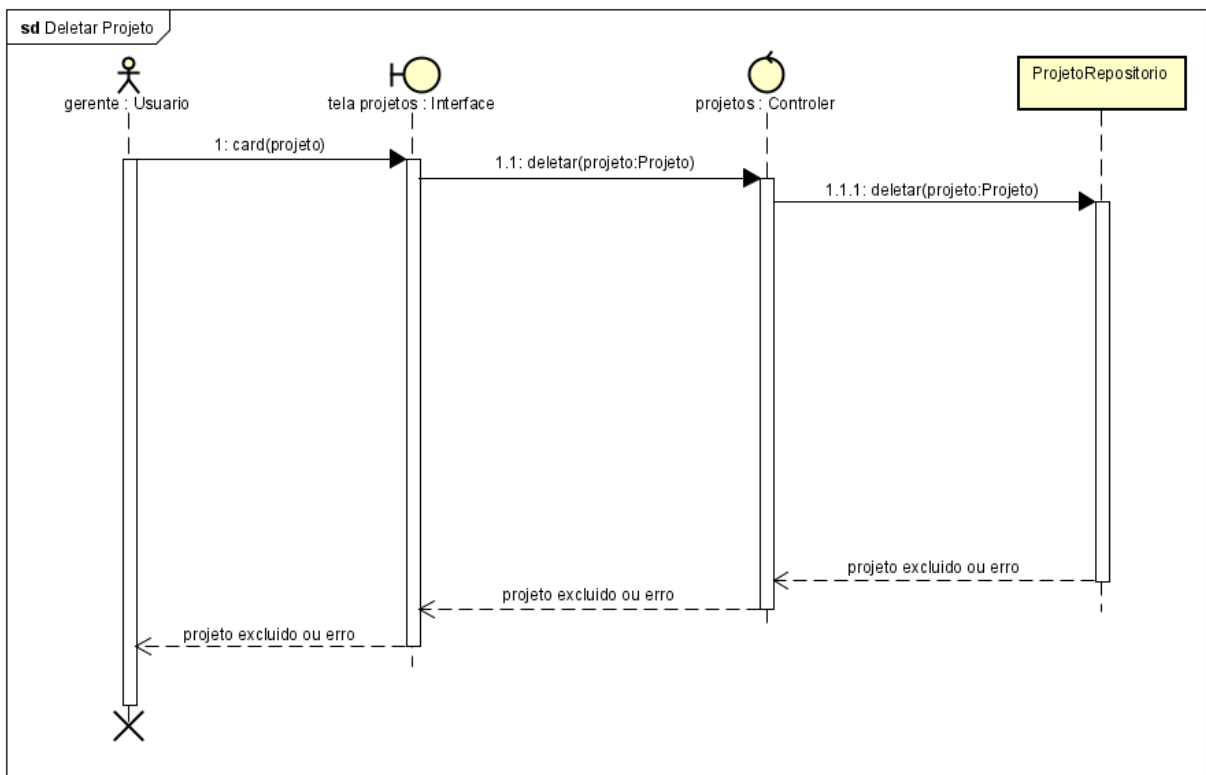 sd Deletar Projeto
gerente : Usuario
tela projetos : Interface
projetos : Controler
ProjetoRepositorio
1: card(projeto)
1.1: deletar(projeto:Projeto)
1.1.1: deletar(projeto:Projeto)
projeto excluido ou erro
projeto excluido ou erro
projeto excluido ou erro